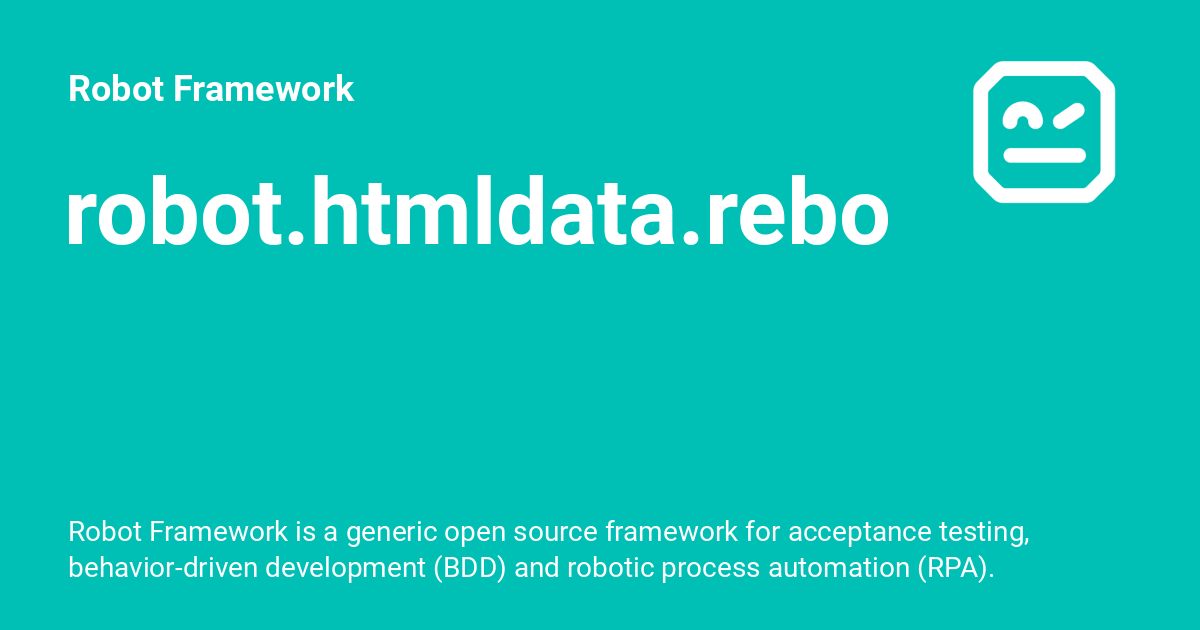 Robot Framework
robot.htmldata.rebo
Robot Framework is a generic open source framework for acceptance testing,
behavior-driven development (BDD) and robotic process automation (RPA).